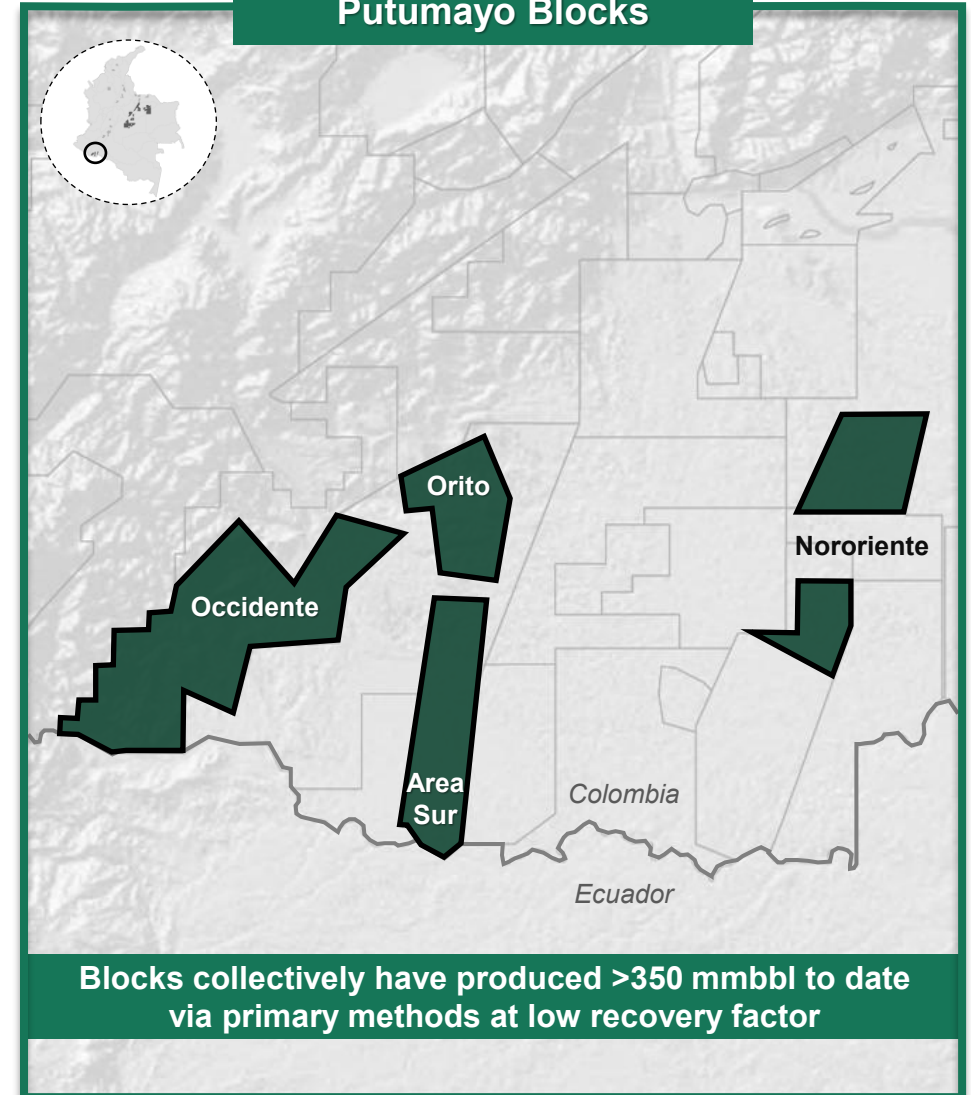 Putumayo Blocks
Orito
Nororiente
Occidente
Area
Sur
Colombia
Ecuador
Blocks collectively have produced >350 mmbbl to date
via primary methods at low recovery factor